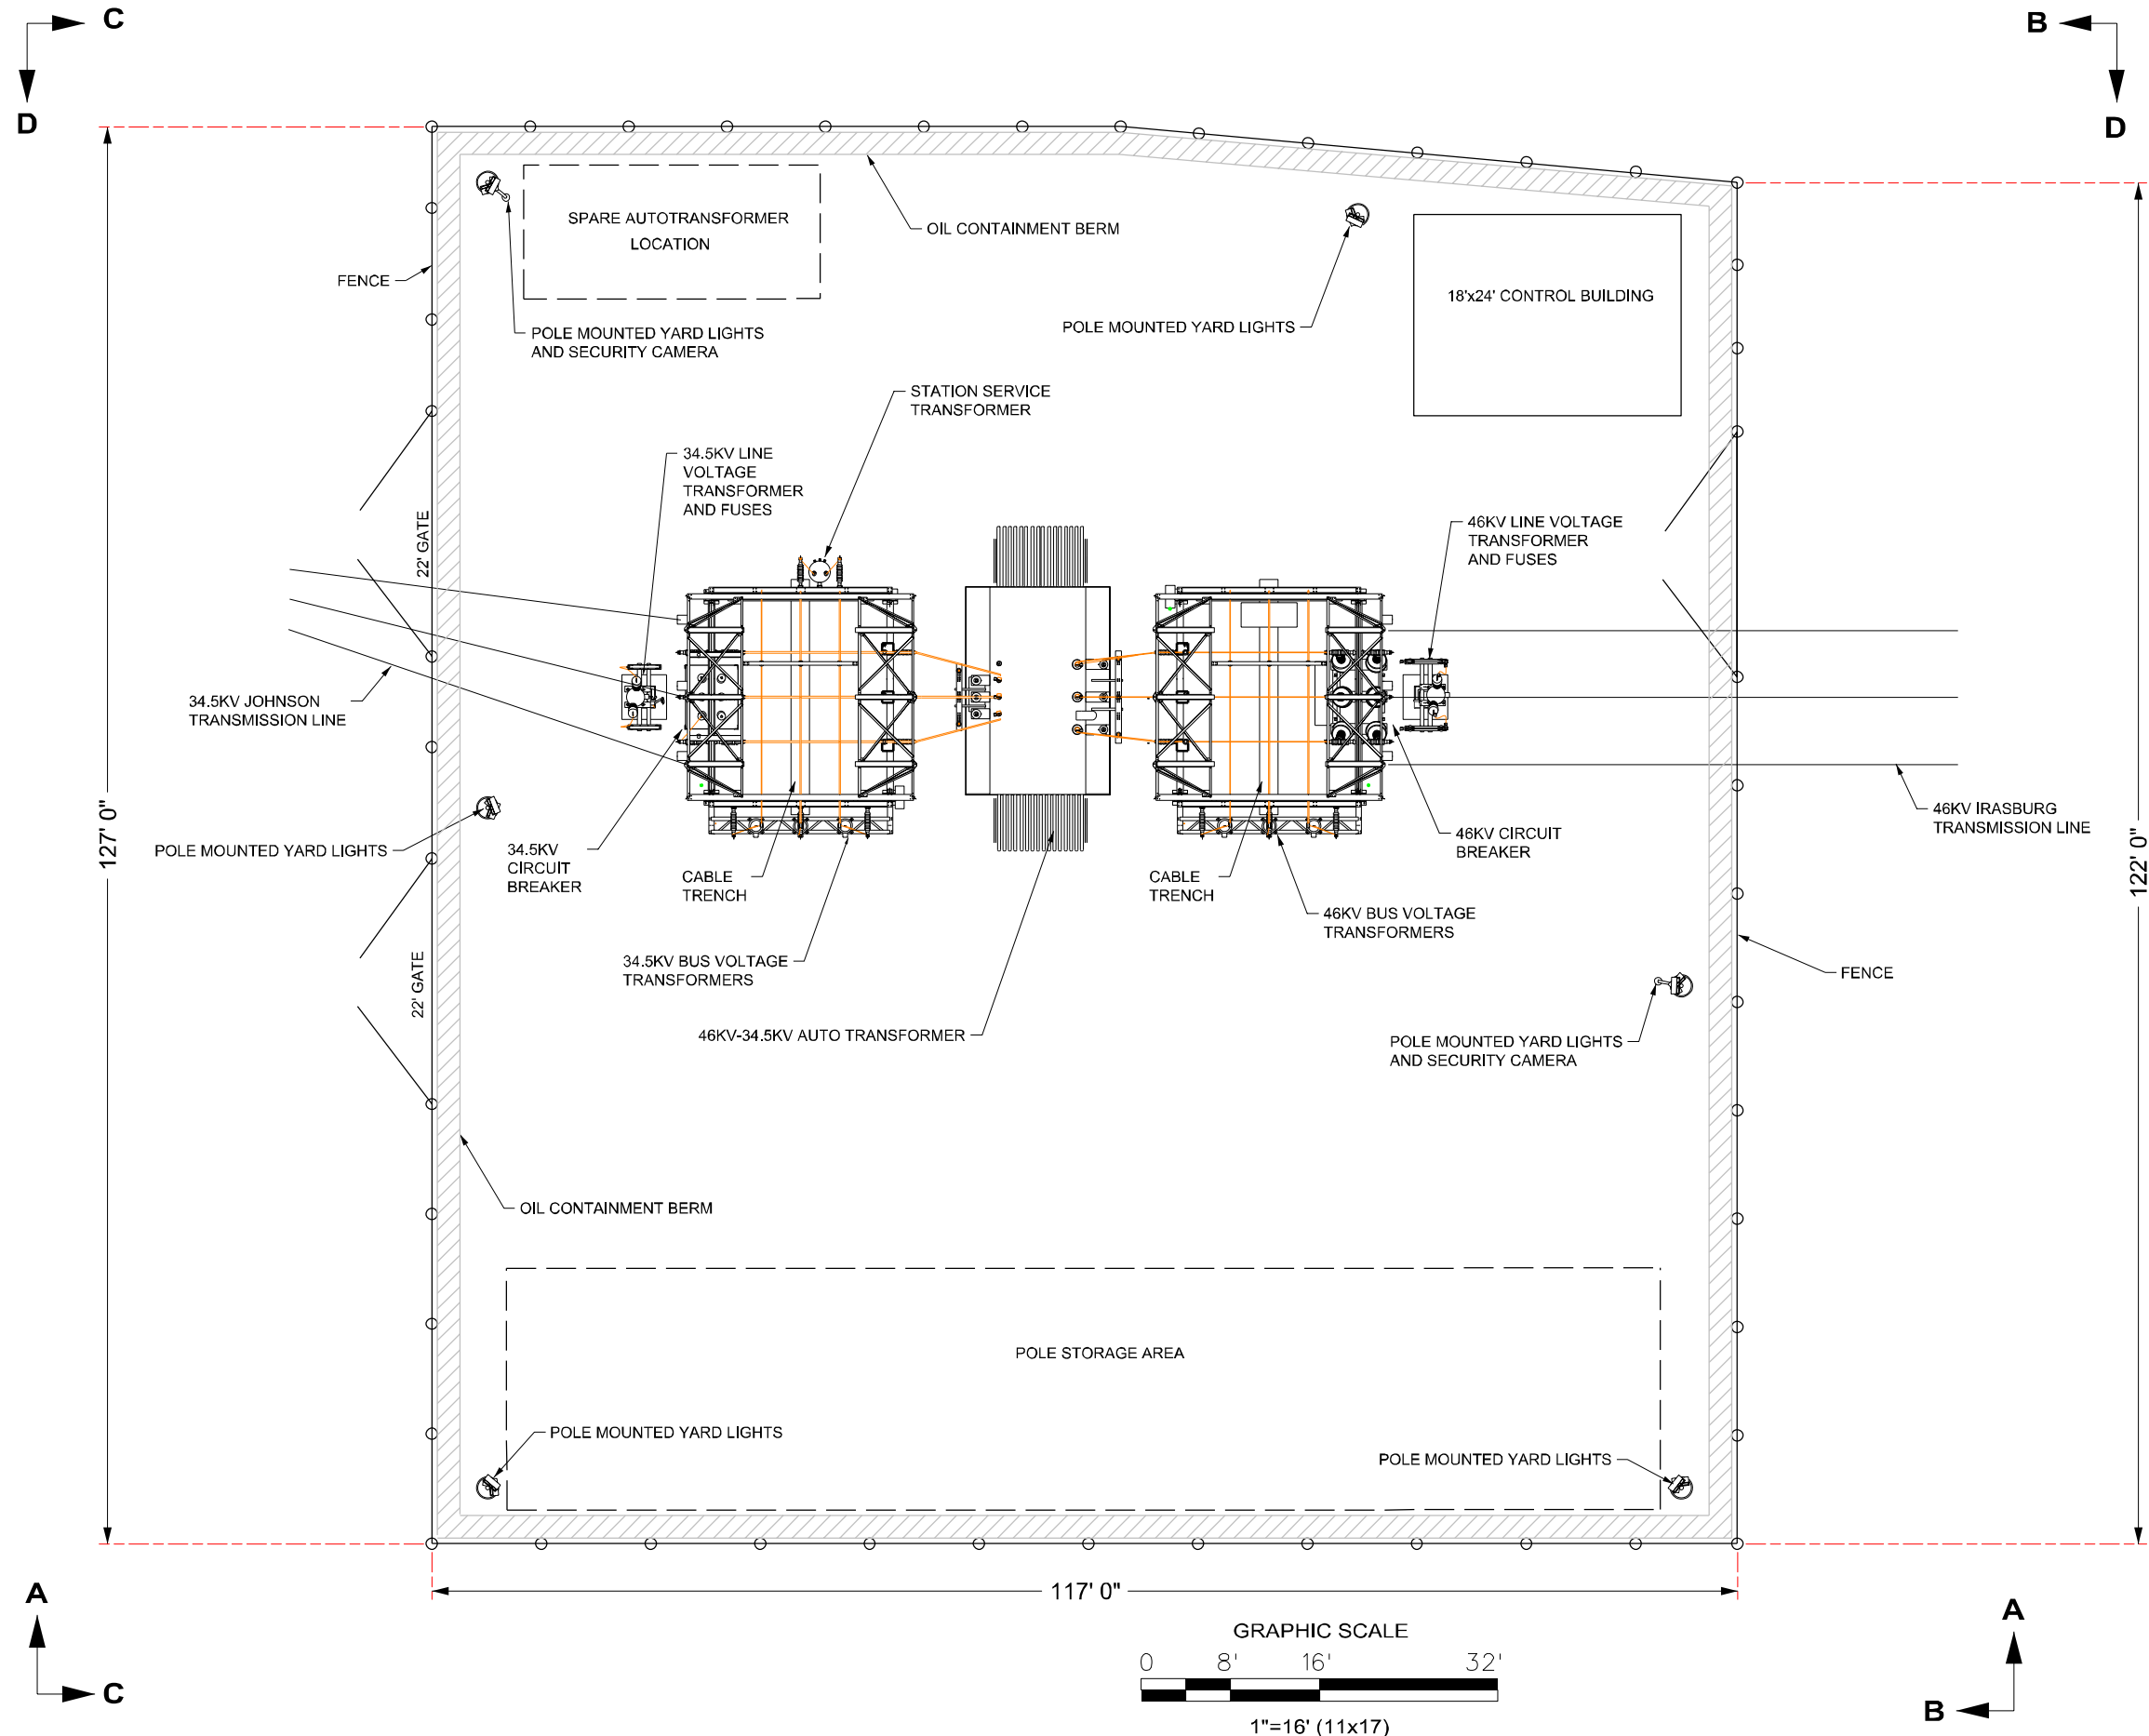 C
B
D
D
SPARE AUTOTRANSFORMER
LOCATION
OIL CONTAINMENT BERM
FENCE
18'x24' CONTROL BUILDING
POLE MOUNTED YARD LIGHTS
AND SECURITY CAMERA
POLE MOUNTED YARD LIGHTS
STATION SERVICE
TRANSFORMER
34.5KV LINE
VOLTAGE
TRANSFORMER
AND FUSES
22' GATE
46KV LINE VOLTAGE
TRANSFORMER
AND FUSES
34.5KV JOHNSON
TRANSMISSION LINE
127' 0"
POLE MOUNTED YARD LIGHTS
34.5KV
CIRCUIT
BREAKER
CABLE
TRENCH
CABLE
TRENCH
46KV CIRCUIT
BREAKER
46KV IRASBURG
TRANSMISSION LINE
122' 0"
46KV BUS VOLTAGE
TRANSFORMERS
34.5KV BUS VOLTAGE
TRANSFORMERS
22' GATE
FENCE
46KV-34.5KV AUTO TRANSFORMER
POLE MOUNTED YARD LIGHTS
AND SECURITY CAMERA
OIL CONTAINMENT BERM
POLE STORAGE AREA
POLE MOUNTED YARD LIGHTS
POLE MOUNTED YARD LIGHTS
117' 0"
A
A
C
B
GRAPHIC SCALE
0 8' 16' 32'
1"=16' (11x17)